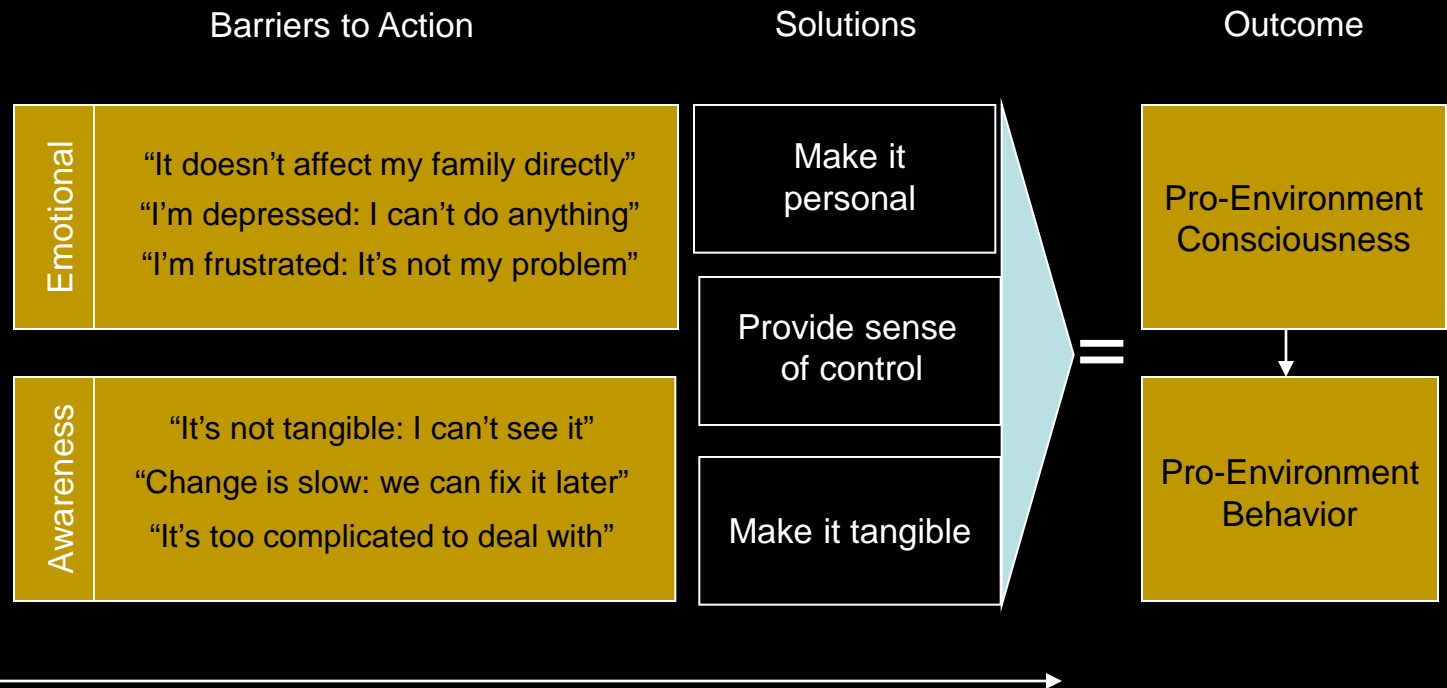 Barriers to Action
Solutions
Outcome
Emotional
“It doesn’t affect my family directly”
“I’m depressed: I can’t do anything”
“I’m frustrated: It’s not my problem”
Awareness
“It’s not tangible: I can’t see it”
“Change is slow: we can fix it later”
“It’s too complicated to deal with”
Make it
personal
Provide sense
of control
Make it tangible
=
Pro-Environment
Consciousness
Pro-Environment
Behavior